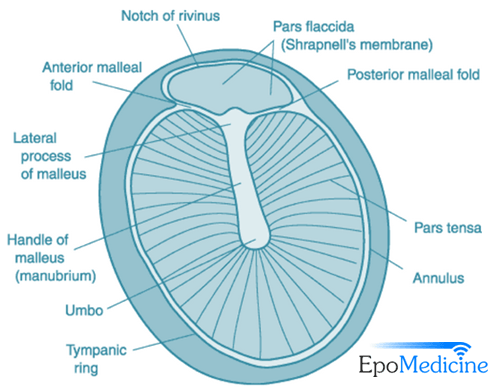 Notch of rivinus
Pars flaccida
(Shrapnell's membrane)
Anterior malleal
fold
Posterior malleal fold
Lateral
process
of malleus
Pars tensa
Handle of
malleus
(manubrium)
Annulus
Umbo
Tympanic
ring
EpoMedicine